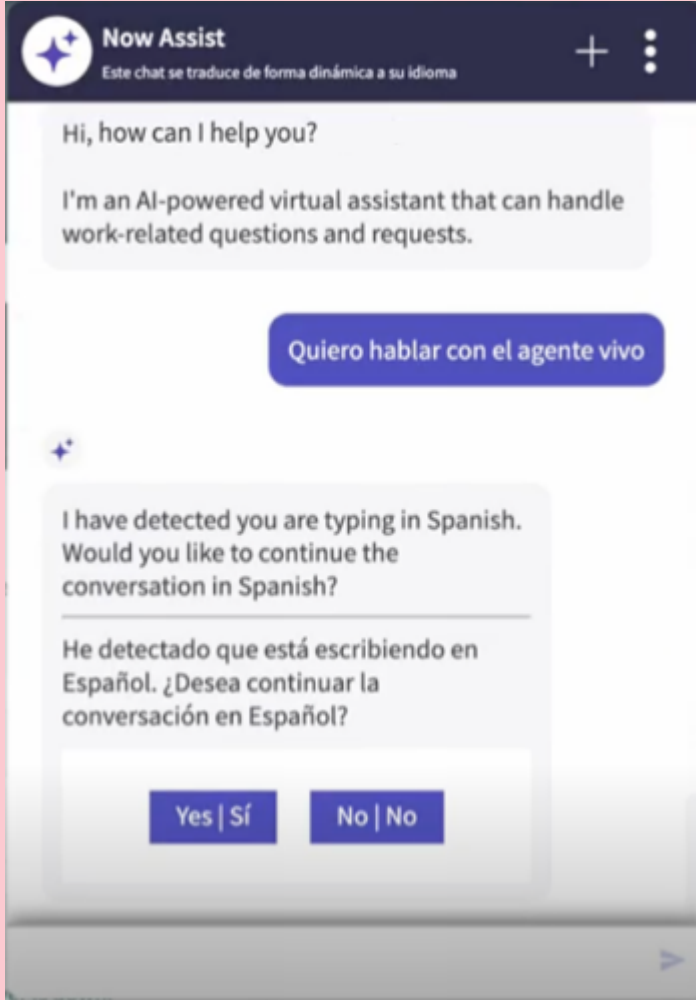 Now Assist
Este chat se traduce de forma dinámica a su idioma
Hi, how can I help you?
I'm an AI-powered virtual assistant that can handle
work-related questions and requests.
Quiero hablar con el agente vivo
I have detected you are typing in Spanish.
Would you like to continue the
conversation in Spanish?
He detectado que está escribiendo en
Español. ¿Desea continuar la
conversación en Español?
Yes | Sí
No | No